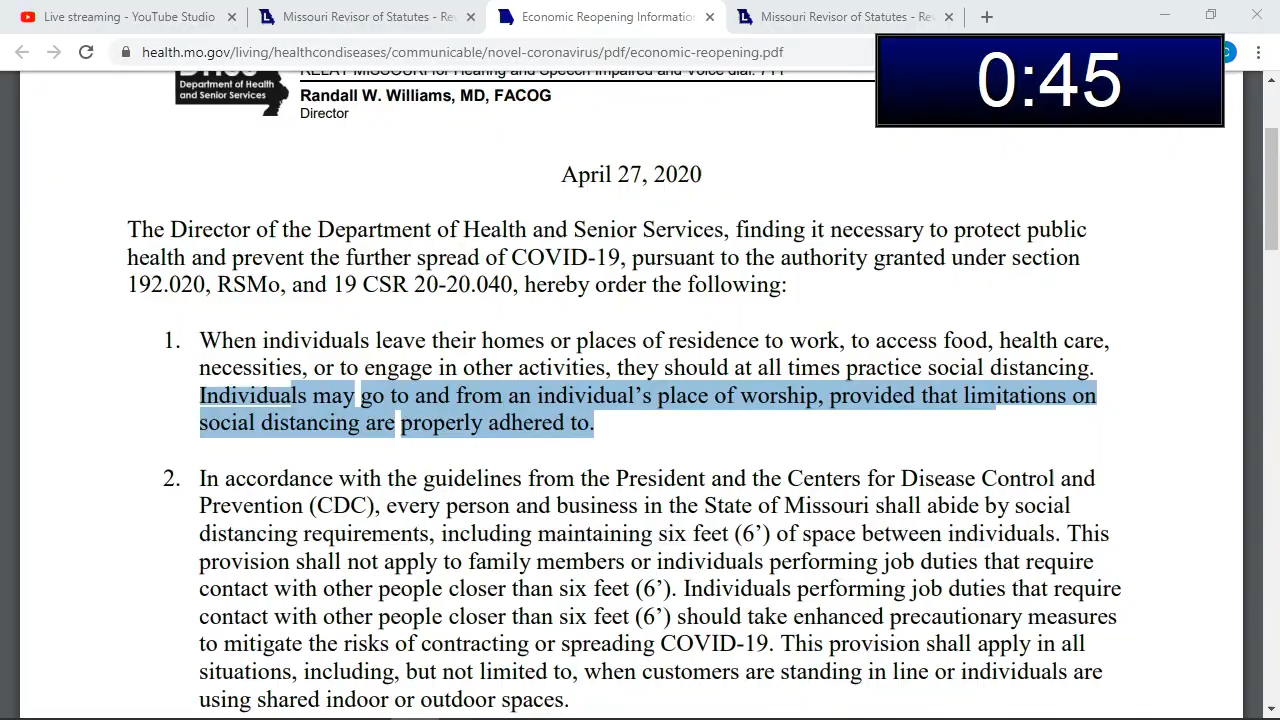 Live streaming - YouTube Studio
Missouri Revisor of Statutes - Rev
Economic Reopening Informatio
Missouri Revisor of Statutes - Rev
health.mo.gov/living/healthcondiseases/communicable/novel-coronavirus/pdf/economic-reopening.pdf
0:45
RELAY MISSOURI for Hearing and Speech Impaired and Voice dial: 711
Department of Health
and Senior Services
Randall W. Williams, MD, FACOG
Director
April 27, 2020
The Director of the Department of Health and Senior Services, finding it necessary to protect public
health and prevent the further spread of COVID-19, pursuant to the authority granted under section
192.020, RSMo, and 19 CSR 20-20.040, hereby order the following:
1. When individuals leave their homes or places of residence to work, to access food, health care,
necessities, or to engage in other activities, they should at all times practice social distancing.
Individuals may go to and from an individual’s place of worship, provided that limitations on
social distancing are properly adhered to.
2. In accordance with the guidelines from the President and the Centers for Disease Control and
Prevention (CDC), every person and business in the State of Missouri shall abide by social
distancing requirements, including maintaining six feet (6’) of space between individuals. This
provision shall not apply to family members or individuals performing job duties that require
contact with other people closer than six feet (6’). Individuals performing job duties that require
contact with other people closer than six feet (6’) should take enhanced precautionary measures
to mitigate the risks of contracting or spreading COVID-19. This provision shall apply in all
situations, including, but not limited to, when customers are standing in line or individuals are
using shared indoor or outdoor spaces.